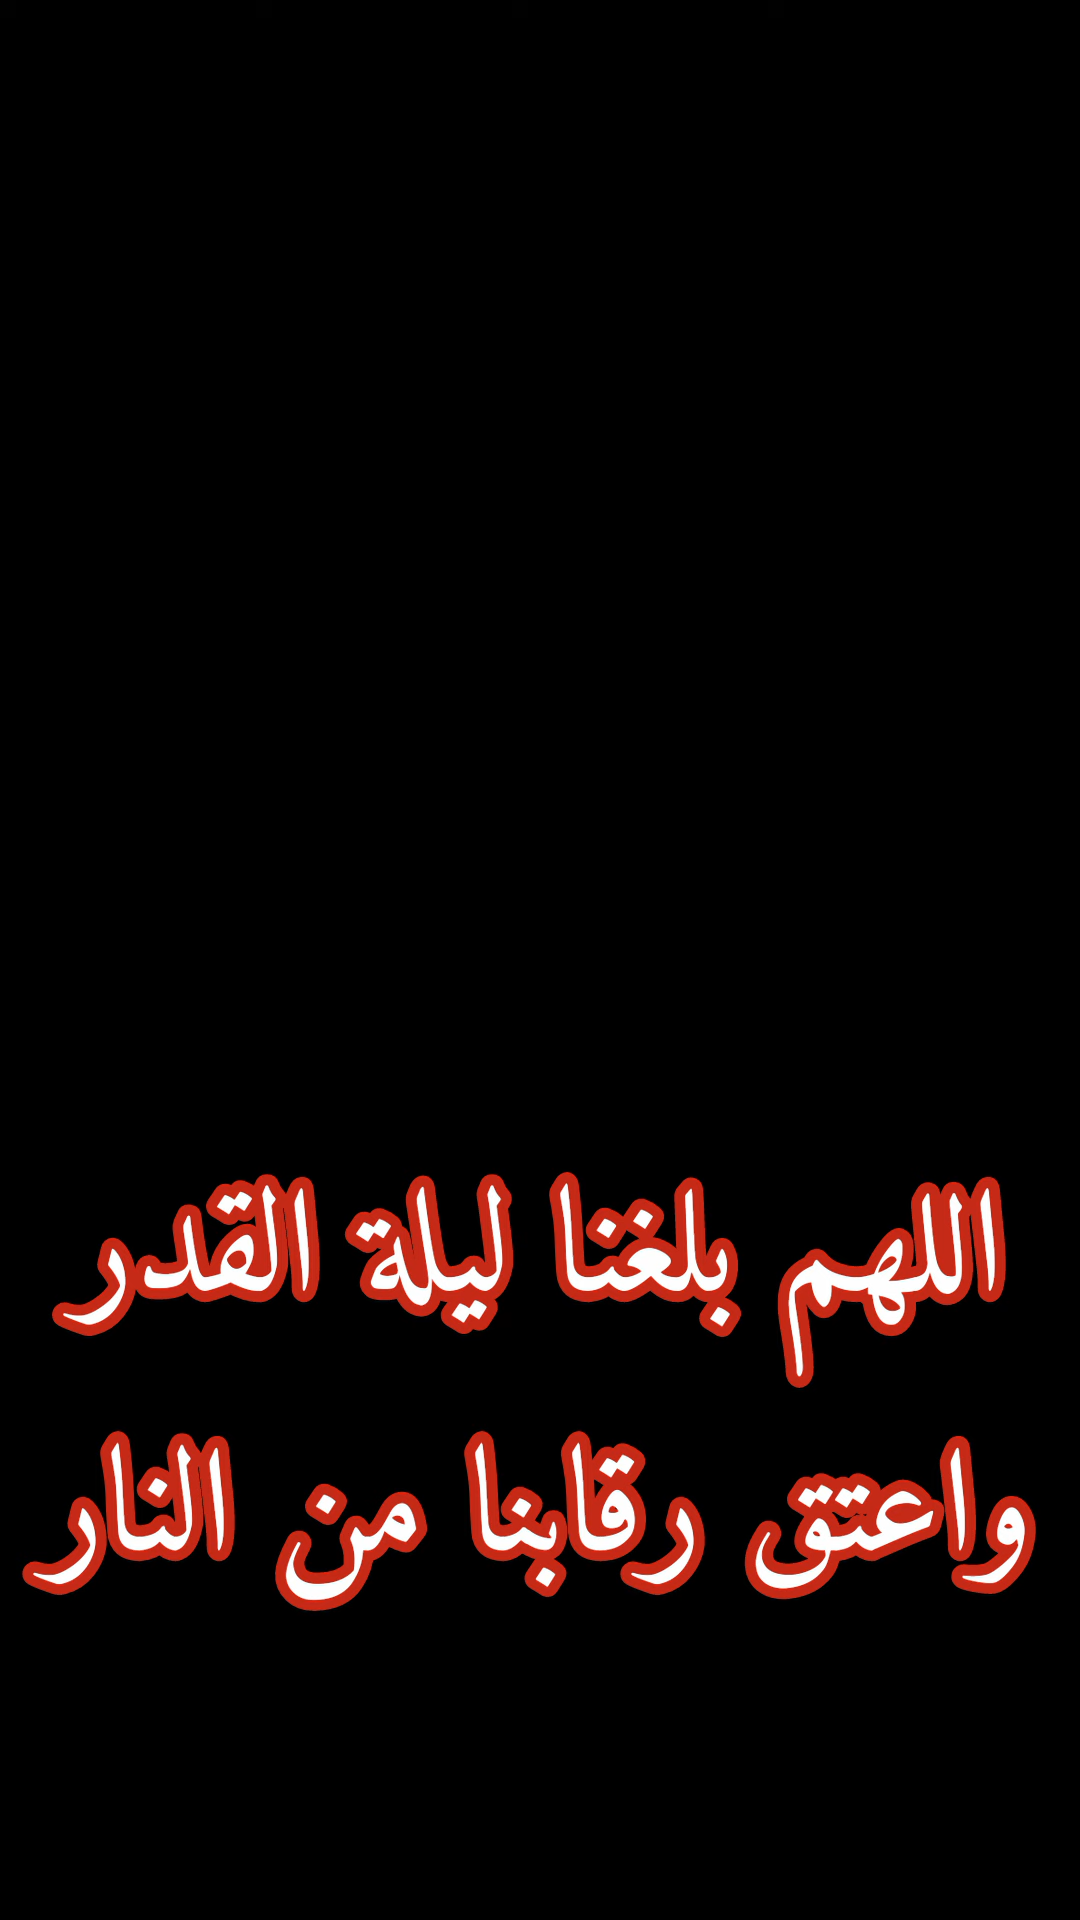 اللهم بلغنا ليلة القدر
واعتق رقابنا من النار